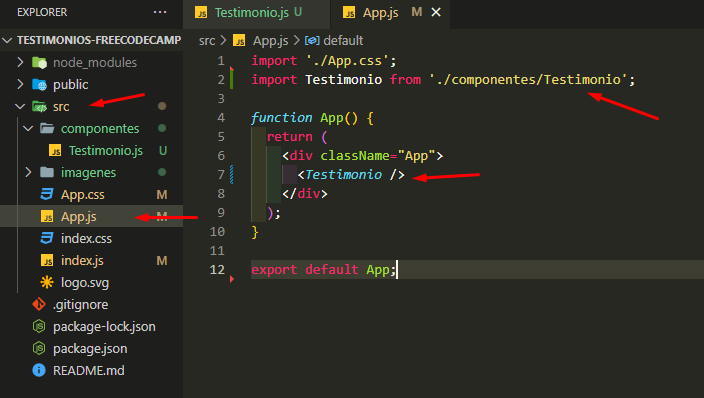 EXPLORER ...
TESTIMONIOS-FREECODECAMP
node_modules
public
src
componentes
Testimonio.js U
imagenes
App.css M
App.js M
index.css
index.js M
logo.svg
.gitignore
package-lock.json
package.json
README.md
Testimonio.js U
App.js M
src > App.js > default
1 import './App.css';
2 import Testimonio from './componentes/Testimonio';
3
4 function App() {
5 return (
6 <div className="App">
7 <Testimonio />
8 </div>
9 );
10 }
11
12 export default App;